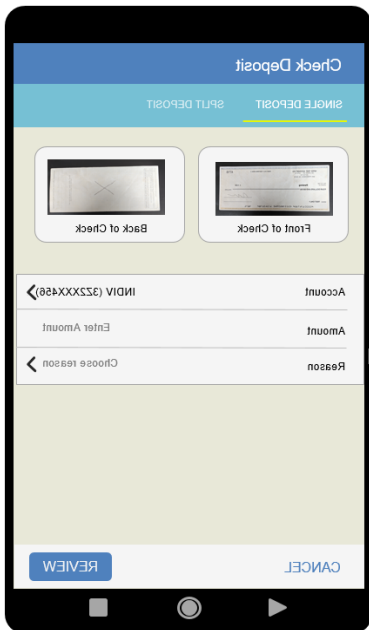 Check Deposit
SINGLE DEPOSIT SPLIT DEPOSIT
Front of Check Back of Check
Account INDIV (3ZZXXX456)
Amount Enter Amount
Reason Choose reason
CANCEL REVIEW